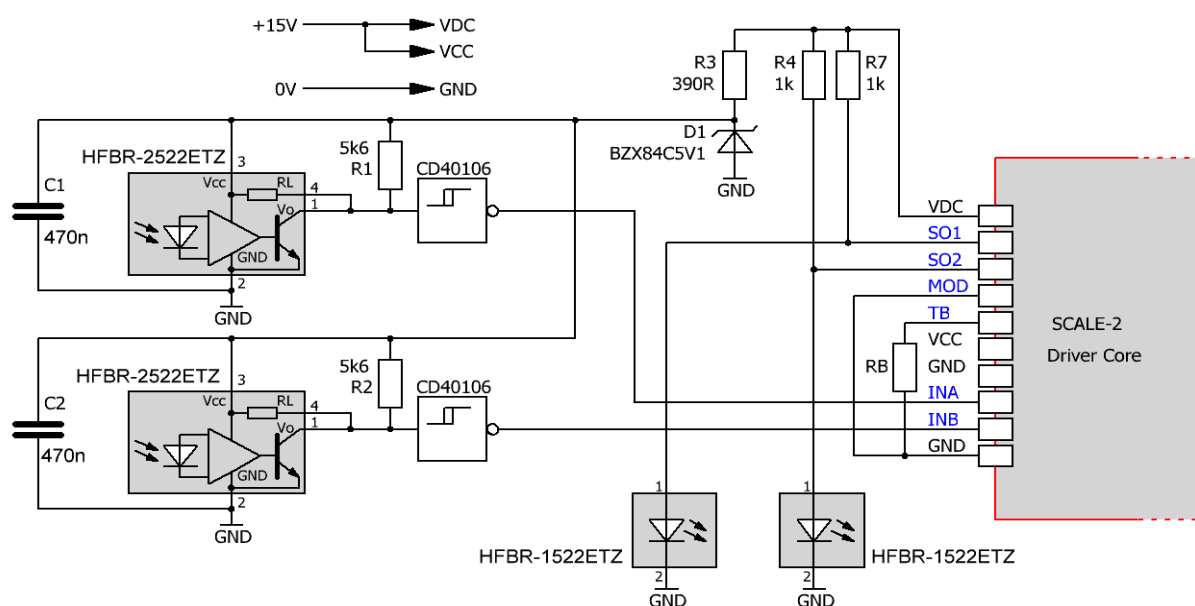 +15V
VDC
VCC
0V
GND
R3
390R
R4
1k
R7
1k
D1
BZX84C5V1
GND
HFBR-2522ETZ
3
Vcc
RL
4
Vo
1
GND
2
GND
C1
470n
5k6
R1
CD40106
HFBR-2522ETZ
3
Vcc
RL
4
Vo
1
GND
2
GND
C2
470n
5k6
R2
CD40106
VDC
SO1
SO2
MOD
TB
VCC
GND
INA
INB
GND
RB
SCALE-2
Driver Core
1
HFBR-1522ETZ
2
GND
1
HFBR-1522ETZ
2
GND